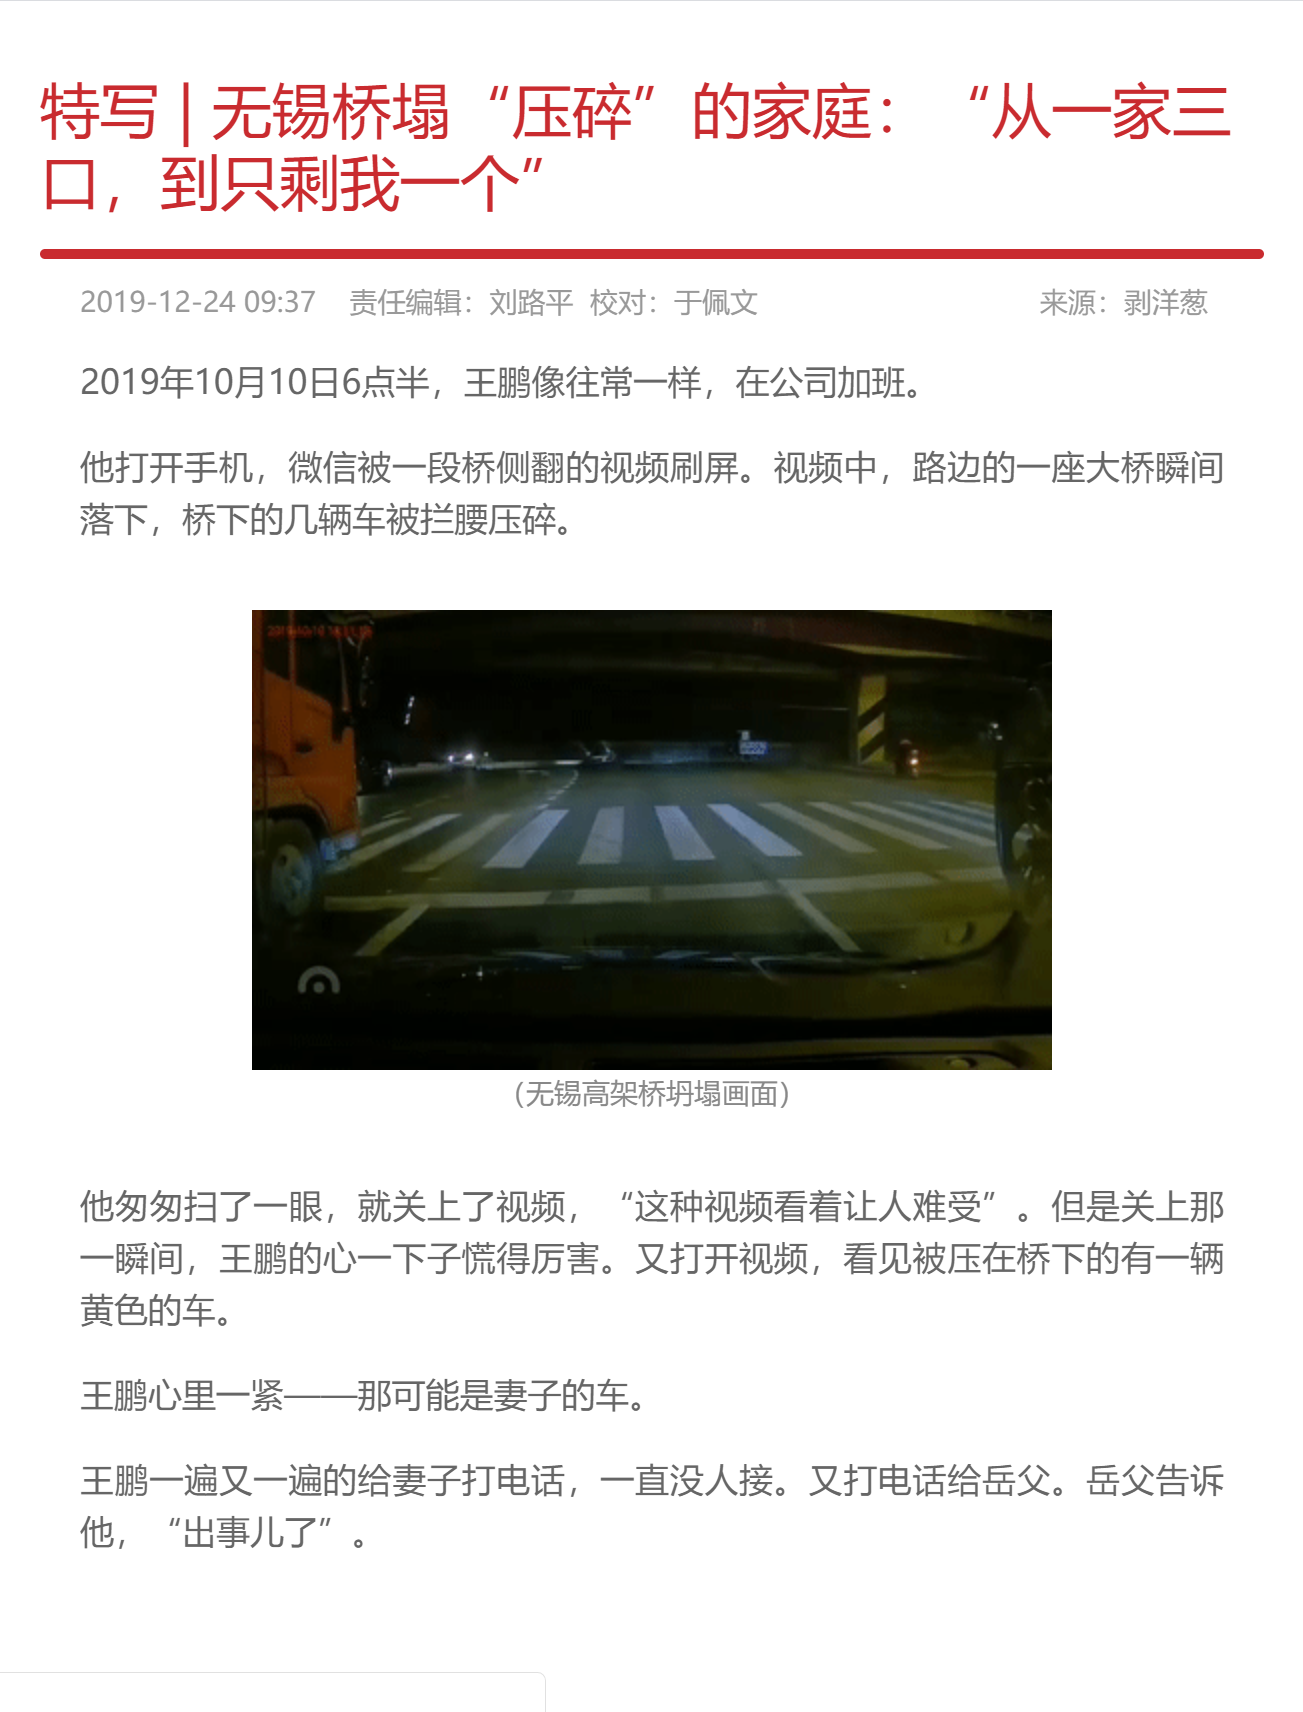 特写 | 无锡桥塌“压碎”的家庭：“从一家三
口，到只剩我一个”
2019-12-24 09:37 责任编辑：刘路平 校对：于佩文 来源：剥洋葱
2019年10月10日6点半，王鹏像往常一样，在公司加班。
他打开手机，微信被一段桥侧翻的视频刷屏。视频中，路边的一座大桥瞬间
落下，桥下的几辆车被拦腰压碎。
（无锡高架桥坍塌画面）
他匆匆扫了一眼，就关上了视频，“这种视频看着让人难受”。但是关上那
一瞬间，王鹏的心一下子慌得厉害。又打开视频，看见被压在桥下的有一辆
黄色的车。
王鹏心里一紧——那可能是妻子的车。
王鹏一遍又一遍的给妻子打电话，一直没人接。又打电话给岳父。岳父告诉
他，“出事儿了”。